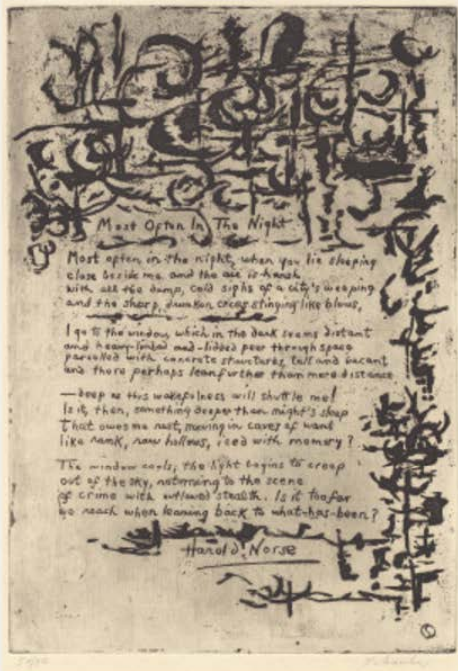 Most Often In The Night
Most often in the night, when you lie sleeping
close beside me and the air is harsh
with all the damp, cold sighs of a city's weeping
and the sharp, drunken cries stinging like blows,
I go to the window which in the dark seems distant
and heavy-limbed and-lidded peer through space
parcelled with concrete structures, tall and vacant
and those perhaps lean further than mere distance
—deep as this wakefulness will shuttle me!
Is it, then, something deeper than night's sleep
that owes me rest, moving in caves of want
like rank, raw hollows, iced with memory?
The window cools, the light begins to creep
out of the sky, returning to the scene
of crime with outlawed stealth. Is it too far
to reach when leaning back to what-has-been?
Harold Norse